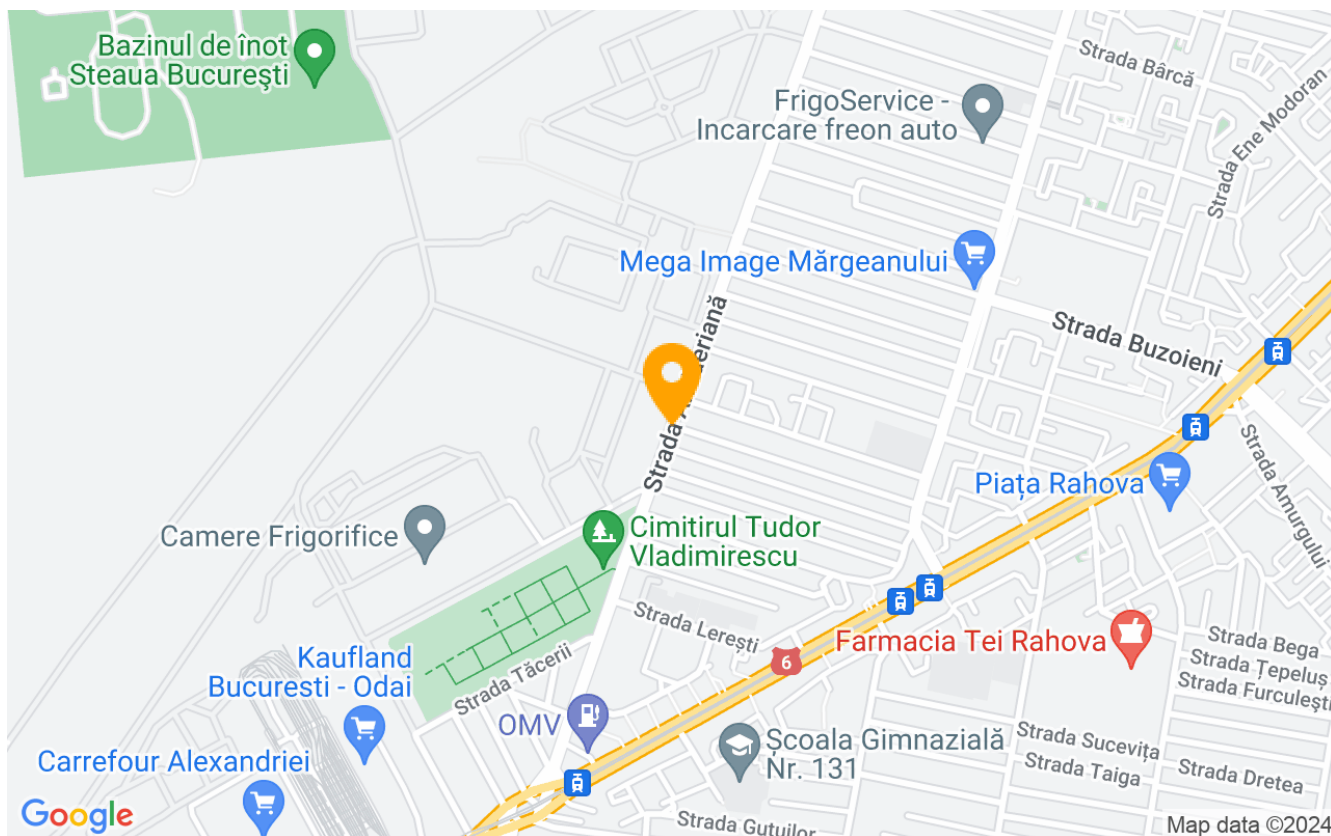 Bazinul de înot
Steaua București
FrigoService -
Incarcare freon auto
Strada Bârcă
Strada Ene Modoran
Mega Image Mărgeanului
Strada Buzoieni
Strada
eriană
Piața Rahova
Strada Amurgului
Camere Frigorifice
Cimitirul Tudor
Vladimirescu
Strada Lerești
Farmacia Tei Rahova
6
Strada Bega
Strada Țepeluș
Strada Furculești
Kaufland
Bucuresti - Odai
Strada Tăcerii
OMV
Școala Gimnazială
Nr. 131
Strada Sucevița
Strada Taiga
Strada Dretea
Carrefour Alexandriei
Strada Gutuilor
Google
Map data ©2024